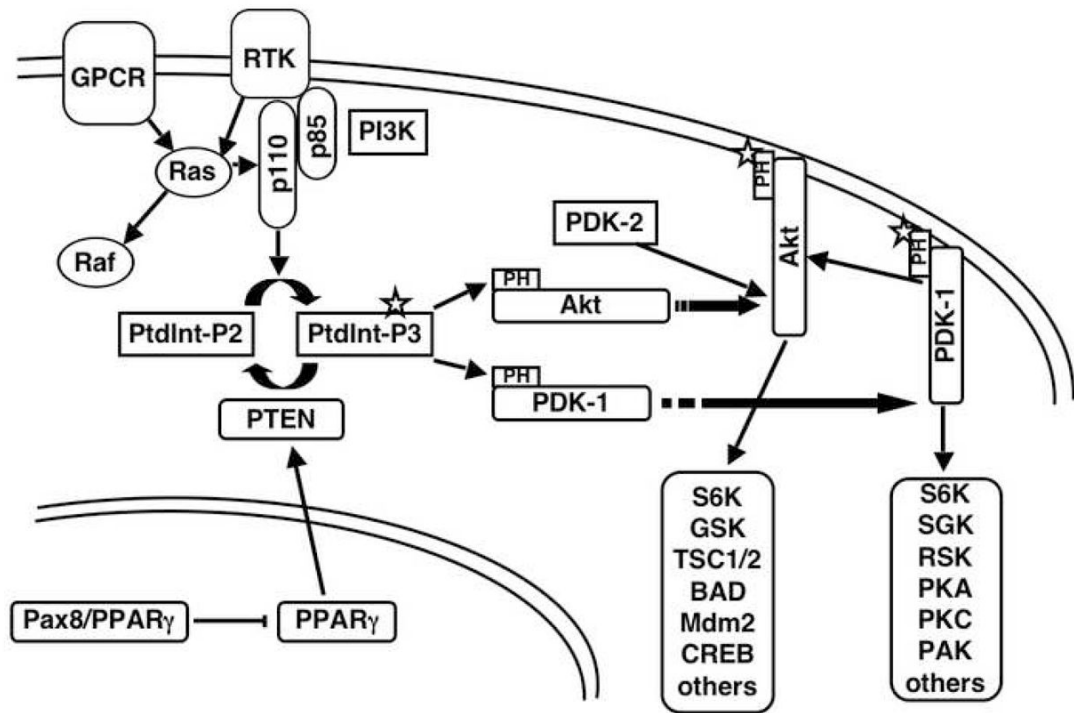 GPCR
RTK
p110
p85
PI3K
Ras
Raf
PtdInt-P2
PtdInt-P3
PTEN
PH
Akt
PH
PDK-1
PDK-2
PH
Akt
PH
PDK-1
S6K
GSK
TSC1/2
BAD
Mdm2
CREB
others
S6K
SGK
RSK
PKA
PKC
PAK
others
Pax8/PPARγ
PPARγ